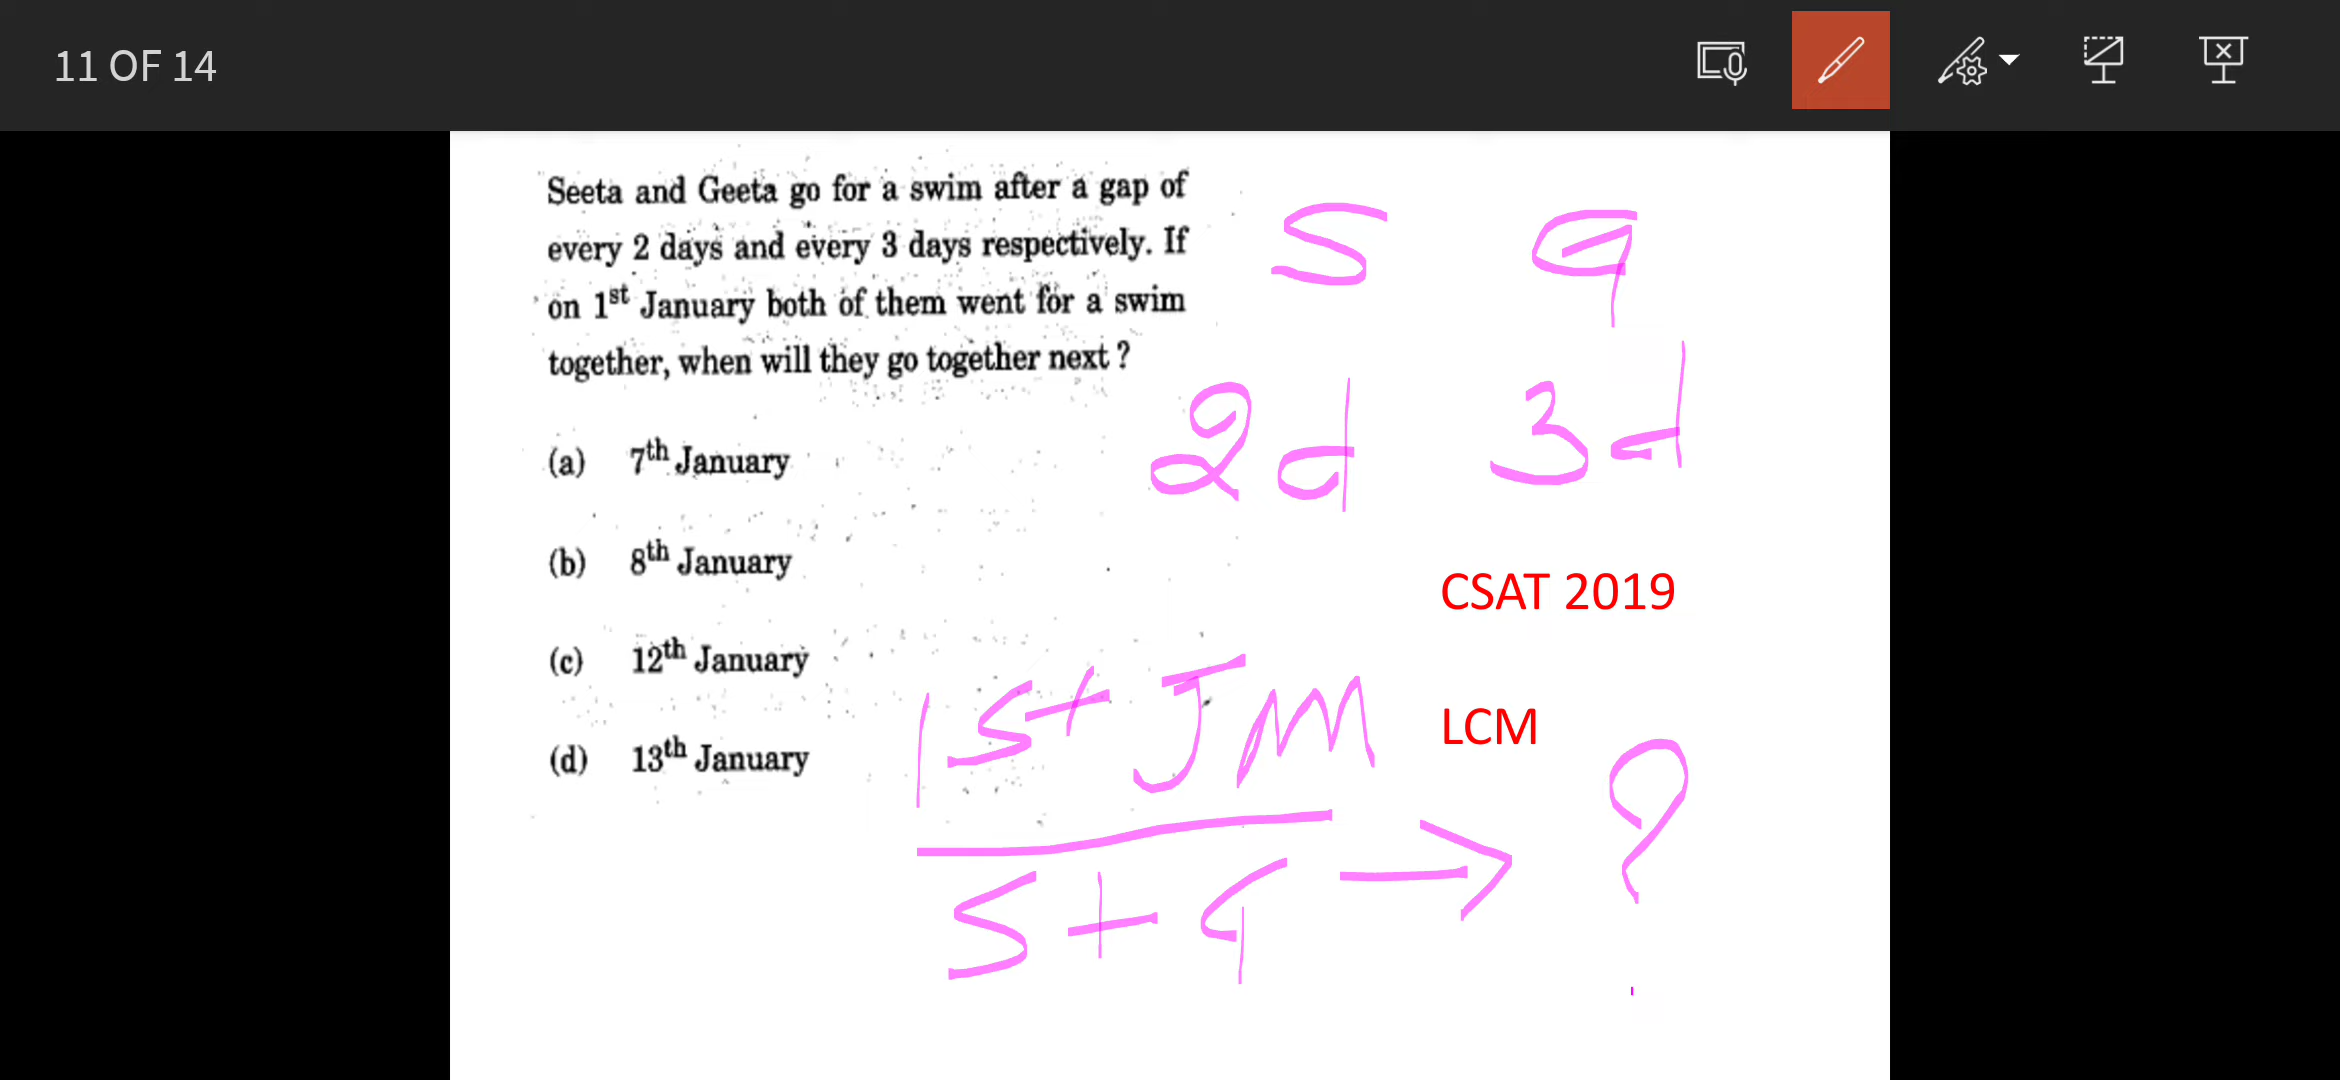 11 OF 14
Seeta and Geeta go for a swim after a gap of
every 2 days and every 3 days respectively. If
on 1st January both of them went for a swim
together, when will they go together next ?
(a) 7th January
(b) 8th January
(c) 12th January
(d) 13th January
S G
2d 3d
CSAT 2019
LCM
1st Jan
S+G → ?